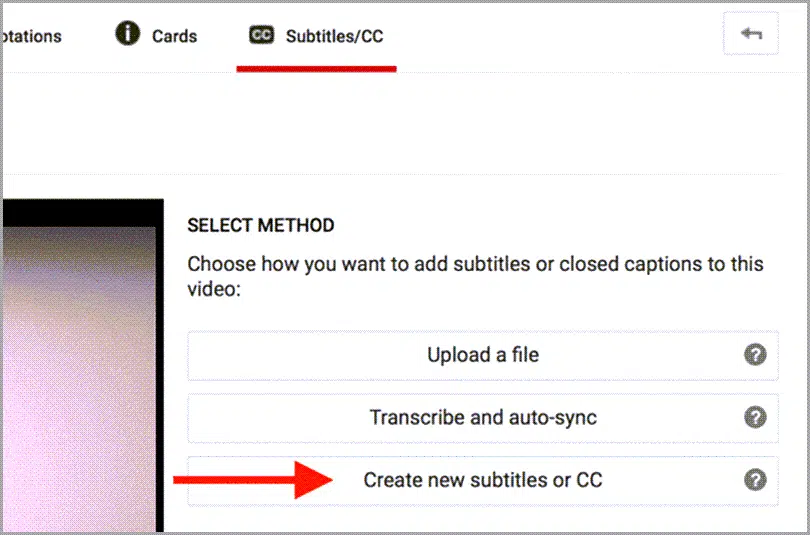 otations
Cards
CC Subtitles/CC
SELECT METHOD
Choose how you want to add subtitles or closed captions to this
video:
Upload a file ?
Transcribe and auto-sync ?
Create new subtitles or CC ?